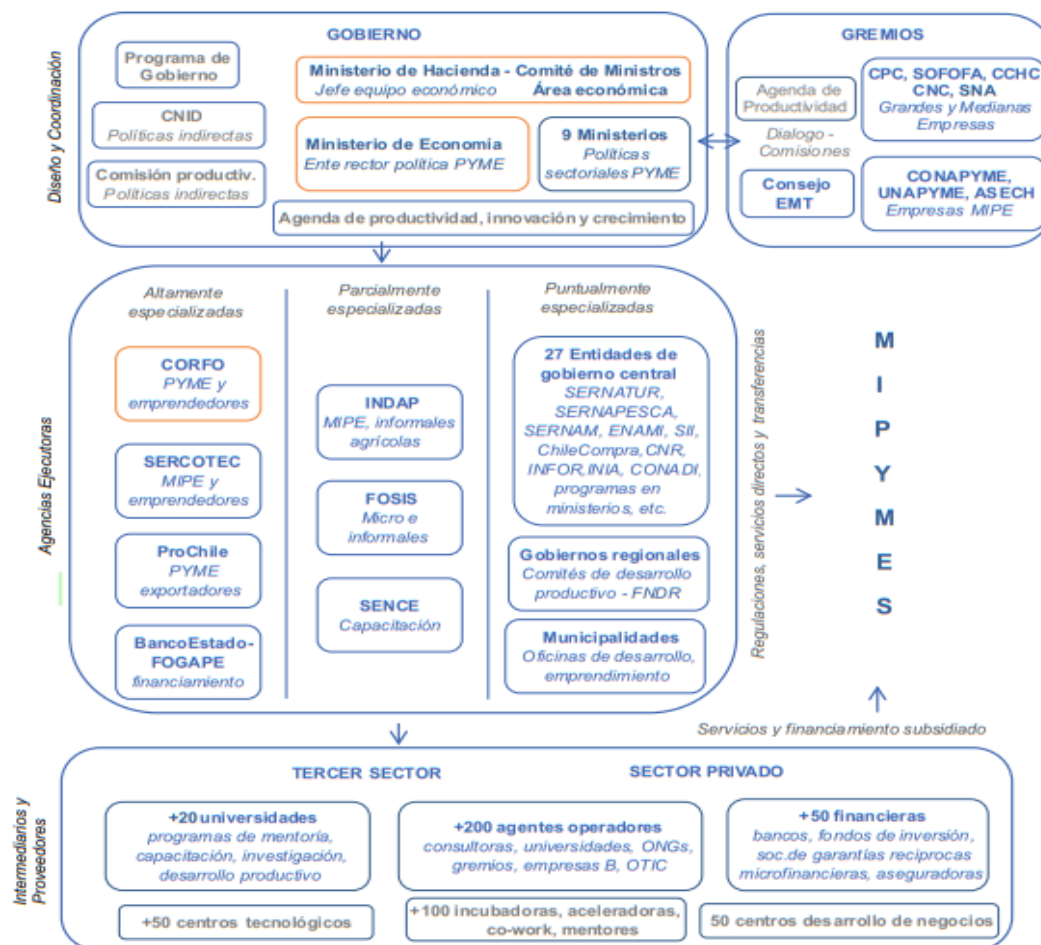 Diseño y Coordinación
GOBIERNO
Programa de
Gobierno
CNID
Políticas indirectas
Comisión productiv.
Políticas indirectas
Ministerio de Hacienda - Comité de Ministros
Jefe equipo económico Área económica
Ministerio de Economía
Ente rector política PYME
9 Ministerios
Políticas
sectoriales PYME
Agenda de productividad, innovación y crecimiento
GREMIOS
Agenda de
Productividad
Dialogo -
Comisiones
Consejo
EMT
CPC, SOFOFA, CCHC
CNC, SNA
Grandes y Medianas
Empresas
CONAPYME,
UNAPYME, ASECH
Empresas MIPE
Agencias Ejecutoras
Altamente
especializadas
CORFO
PYME y
emprendedores
SERCOTEC
MIPE y
emprendedores
ProChile
PYME
exportadores
BancoEstado-
FOGAPE
financiamiento
Parcialmente
especializadas
INDAP
MIPE, informales
agrícolas
FOSIS
Micro e
informales
SENCE
Capacitación
Puntualmente
especializadas
27 Entidades de
gobierno central
SERNATUR,
SERNAPESCA,
SERNAM, ENAMI, SII,
ChileCompra, CNR,
INFOR, INIA, CONADI,
programas en
ministerios, etc.
Gobiernos regionales
Comités de desarrollo
productivo - FNDR
Municipalidades
Oficinas de desarrollo,
emprendimiento
Regulaciones, servicios directos y transferencias
MIPYMES
Servicios y financiamiento subsidiado
Intermediarios y
Proveedores
TERCER SECTOR
SECTOR PRIVADO
+20 universidades
programas de mentoría,
capacitación, investigación,
desarrollo productivo
+200 agentes operadores
consultoras, universidades, ONGs,
gremios, empresas B, OTIC
+50 financieras
bancos, fondos de inversión,
soc.de garantías recíprocas
microfinancieras, aseguradoras
+50 centros tecnológicos
+100 incubadoras, aceleradoras,
co-work, mentores
50 centros desarrollo de negocios